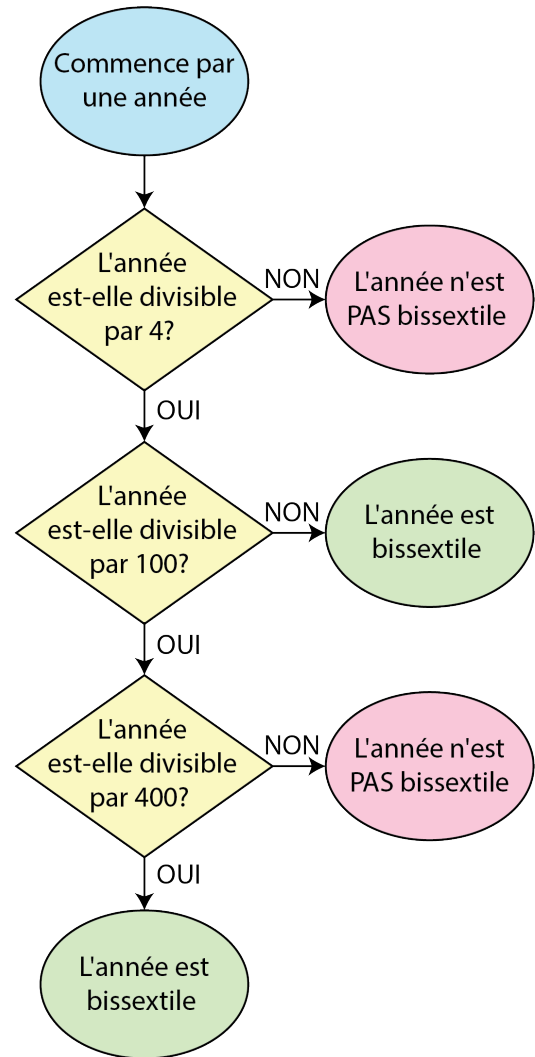 Commence par
une année
L'année
est-elle divisible
par 4?
NON
L'année n'est
PAS bissextile
OUI
L'année
est-elle divisible
par 100?
NON
L'année est
bissextile
OUI
L'année
est-elle divisible
par 400?
NON
L'année n'est
PAS bissextile
OUI
L'année est
bissextile